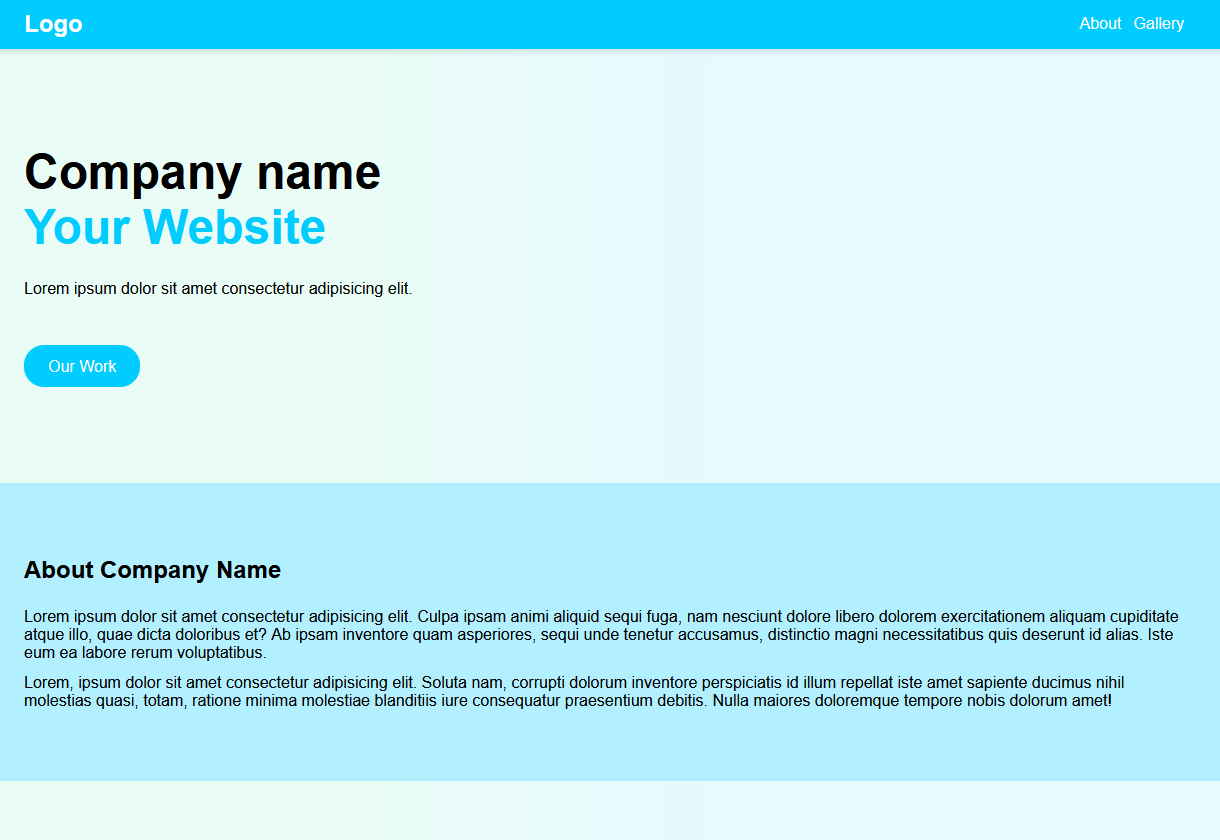 Logo
About Gallery
Company name
Your Website
Lorem ipsum dolor sit amet consectetur adipisicing elit.
Our Work
About Company Name
Lorem ipsum dolor sit amet consectetur adipisicing elit. Culpa ipsam animi aliquid sequi fuga, nam nesciunt dolore libero dolorem exercitationem aliquam cupiditate
atque illo, quae dicta doloribus et? Ab ipsam inventore quam asperiores, sequi unde tenetur accusamus, distinctio magni necessitatibus quis deserunt id alias. Iste
eum ea labore rerum voluptatibus.
Lorem, ipsum dolor sit amet consectetur adipisicing elit. Soluta nam, corrupti dolorum inventore perspiciatis id illum repellat iste amet sapiente ducimus nihil
molestias quasi, totam, ratione minima molestiae blanditiis iure consequatur praesentium debitis. Nulla maiores doloremque tempore nobis dolorum amet!